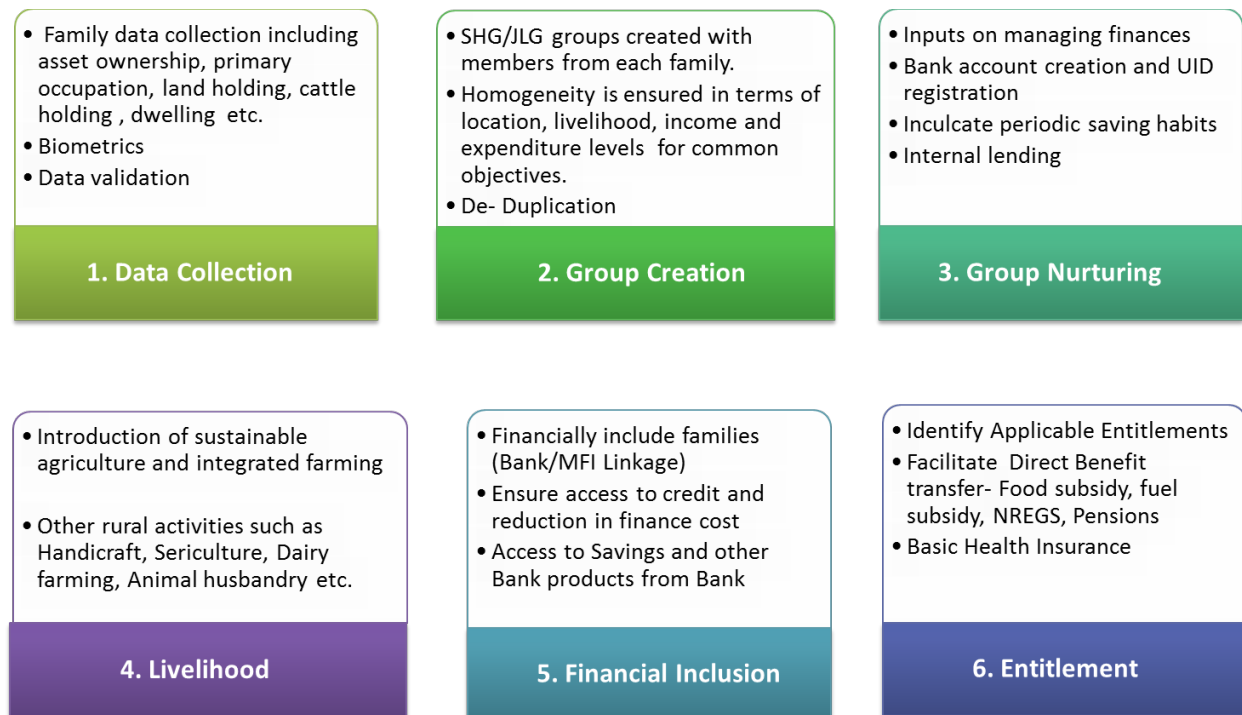 • Family data collection including
asset ownership, primary
occupation, land holding, cattle
holding , dwelling etc.
• Biometrics
• Data validation
1. Data Collection
• SHG/JLG groups created with
members from each family.
• Homogeneity is ensured in terms of
location, livelihood, income and
expenditure levels for common
objectives.
• De- Duplication
2. Group Creation
• Inputs on managing finances
• Bank account creation and UID
registration
• Inculcate periodic saving habits
• Internal lending
3. Group Nurturing
• Introduction of sustainable
agriculture and integrated farming
• Other rural activities such as
Handicraft, Sericulture, Dairy
farming, Animal husbandry etc.
4. Livelihood
• Financially include families
(Bank/MFI Linkage)
• Ensure access to credit and
reduction in finance cost
• Access to Savings and other
Bank products from Bank
5. Financial Inclusion
• Identify Applicable Entitlements
• Facilitate Direct Benefit
transfer- Food subsidy, fuel
subsidy, NREGS, Pensions
• Basic Health Insurance
6. Entitlement